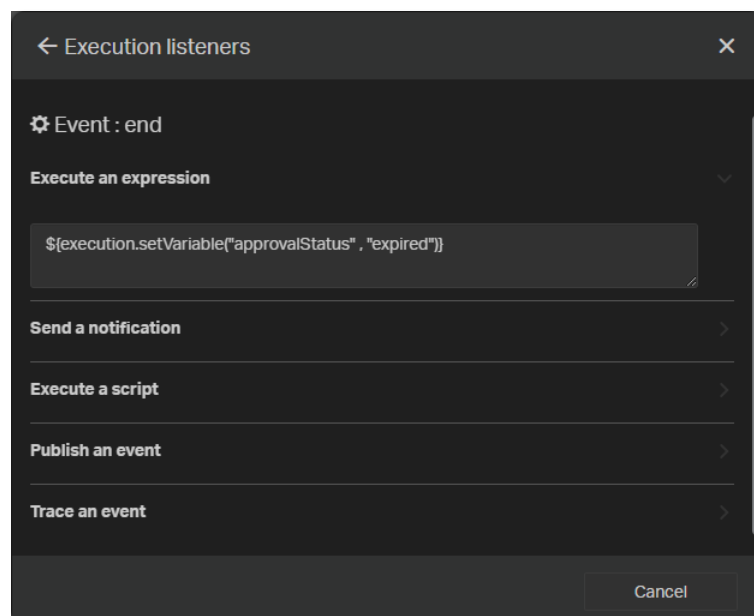 Execution listeners
Event : end
Execute an expression
${execution.setVariable("approvalStatus" , "expired")}
Send a notification
Execute a script
Publish an event
Trace an event
Cancel